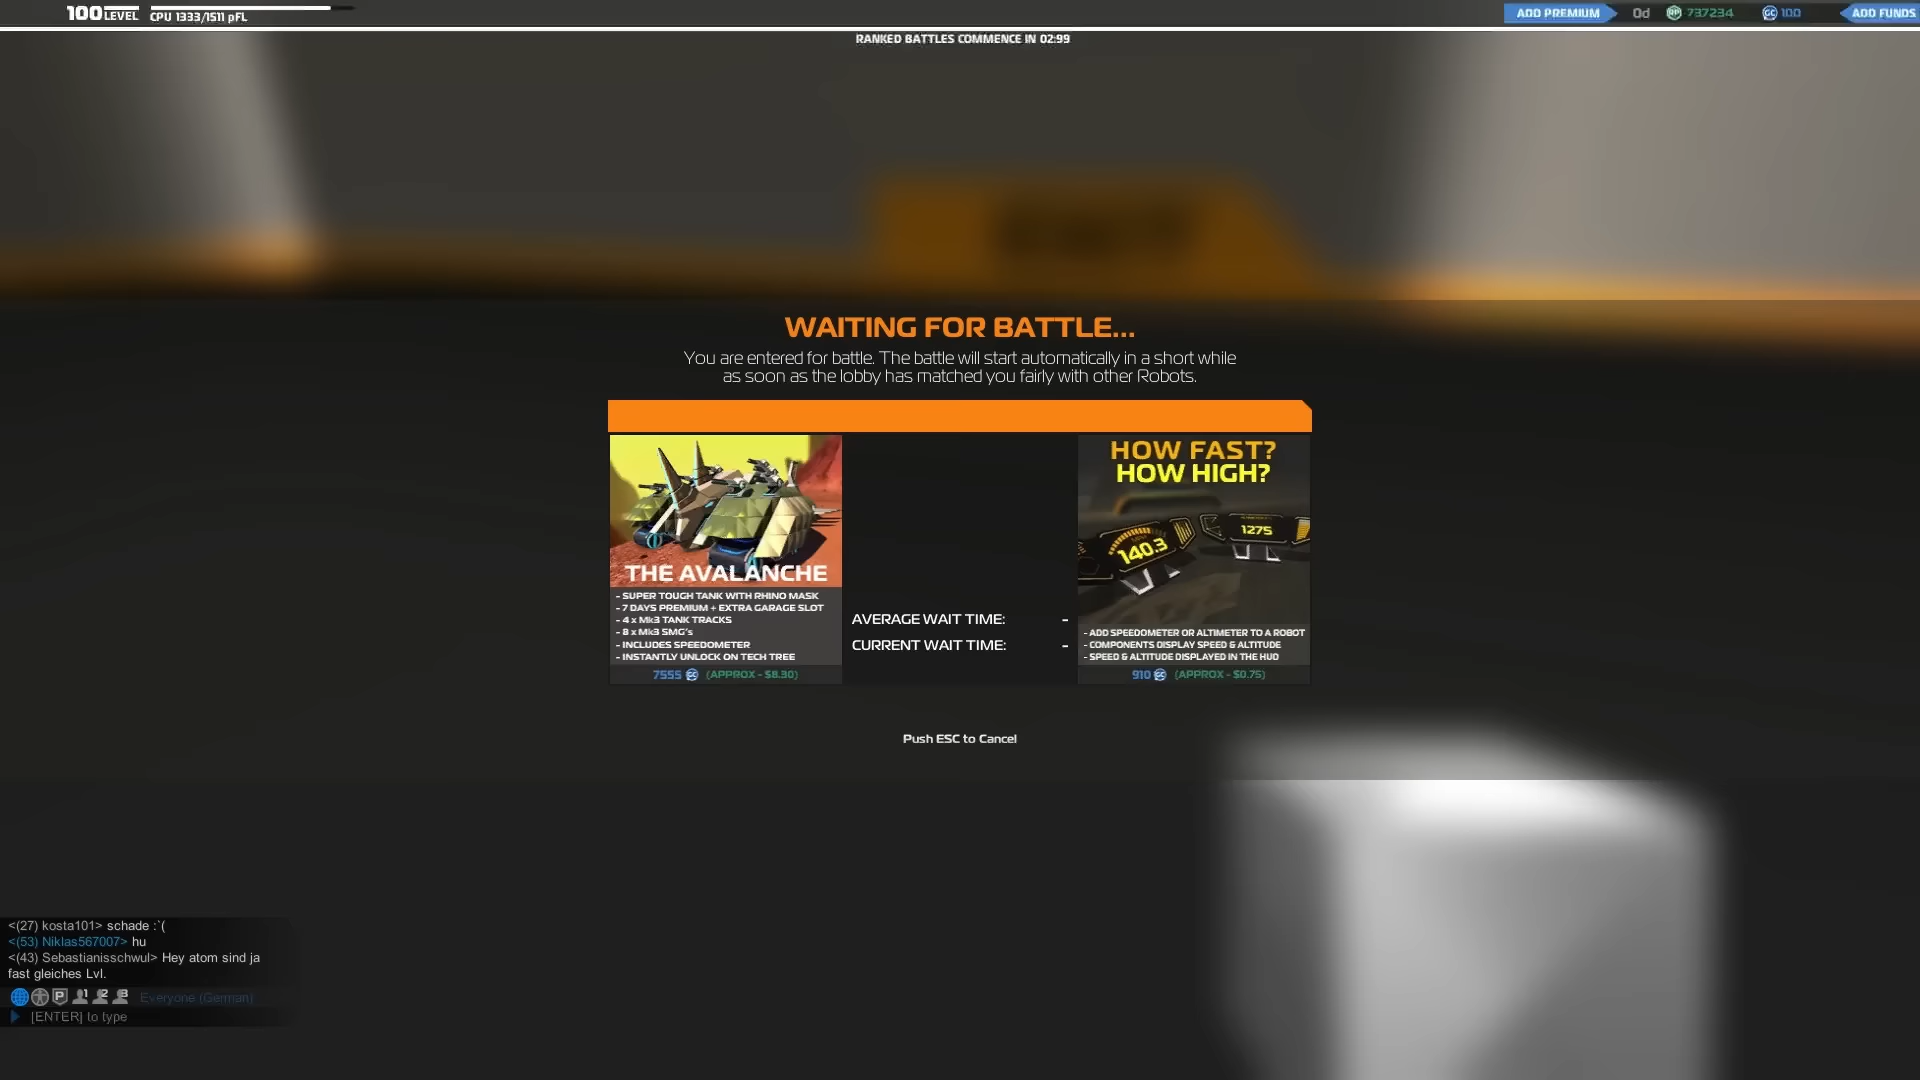 100 LEVEL CPU 1333/1511 pFL
ADD PREMIUM 0d RP 737234 GC 100 ADD FUNDS
RANKED BATTLES COMMENCE IN 02:99
WAITING FOR BATTLE...
You are entered for battle. The battle will start automatically in a short while
as soon as the lobby has matched you fairly with other Robots.
THE AVALANCHE
- SUPER TOUGH TANK WITH RHINO MASK
- 7 DAYS PREMIUM + EXTRA GARAGE SLOT
- 4 x Mk3 TANK TRACKS
- 8 x Mk3 SMG's
- INCLUDES SPEEDOMETER
- INSTANTLY UNLOCK ON TECH TREE
7555 GC (APPROX - $8.30)
AVERAGE WAIT TIME: -
CURRENT WAIT TIME: -
HOW FAST?
HOW HIGH?
140.3
1275
- ADD SPEEDOMETER OR ALTIMETER TO A ROBOT
- COMPONENTS DISPLAY SPEED & ALTITUDE
- SPEED & ALTITUDE DISPLAYED IN THE HUD
910 GC (APPROX - $0.75)
Push ESC to Cancel
<(27) kosta101> schade :`(
<(53) Niklas567007> hu
<(43) Sebastianisschwul> Hey atom sind ja
fast gleiches Lvl.
P 1 2 3 Everyone (German)
[ENTER] to type